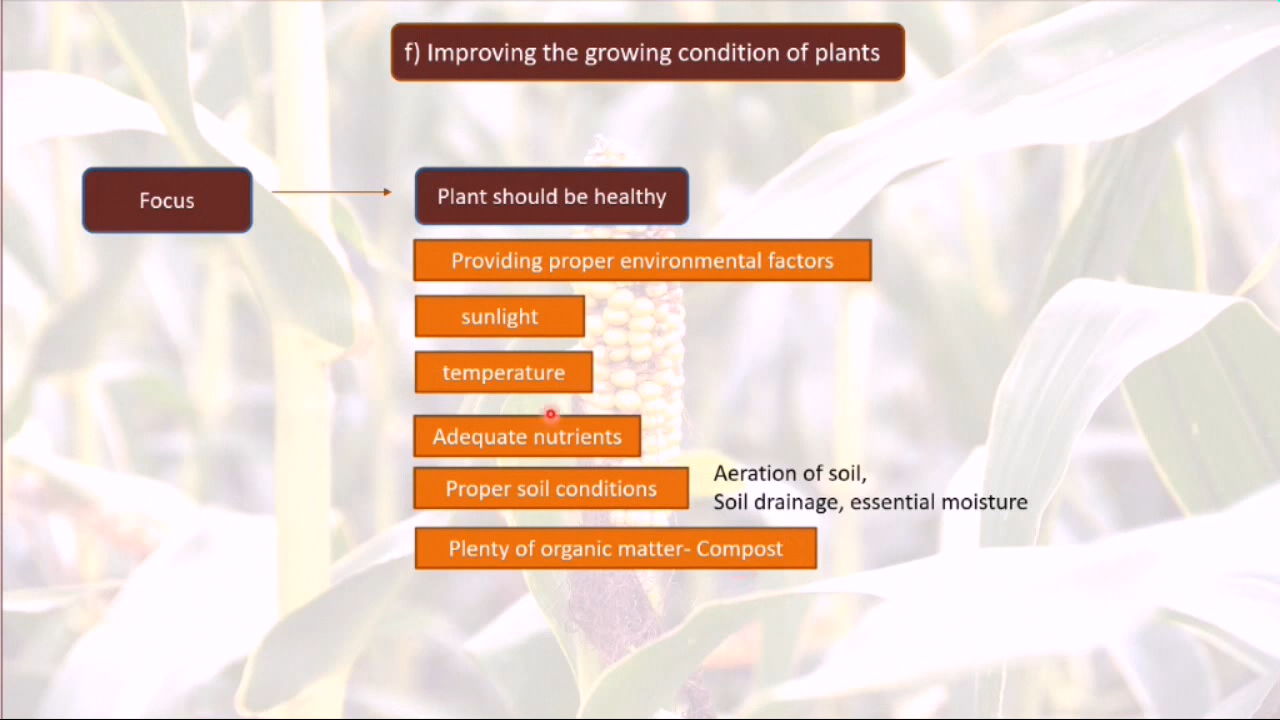 f) Improving the growing condition of plants
Focus
Plant should be healthy
Providing proper environmental factors
sunlight
temperature
Adequate nutrients
Proper soil conditions
Aeration of soil,
Soil drainage, essential moisture
Plenty of organic matter- Compost